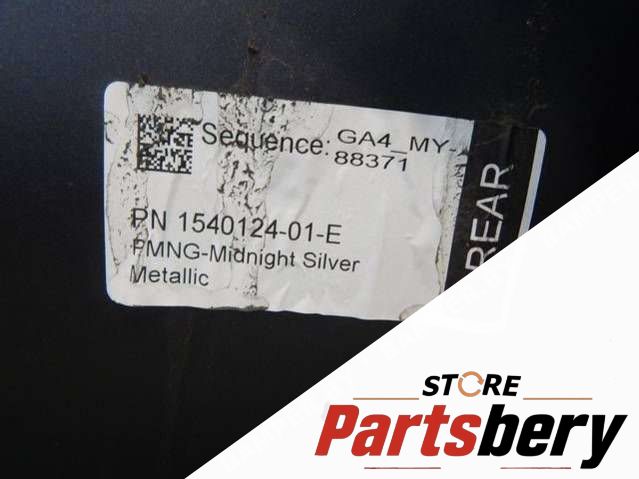 Sequence: GA4_MY-
88371
PN 1540124-01-E
PMNG-Midnight Silver
Metallic
REAR
STORE
Partsbery